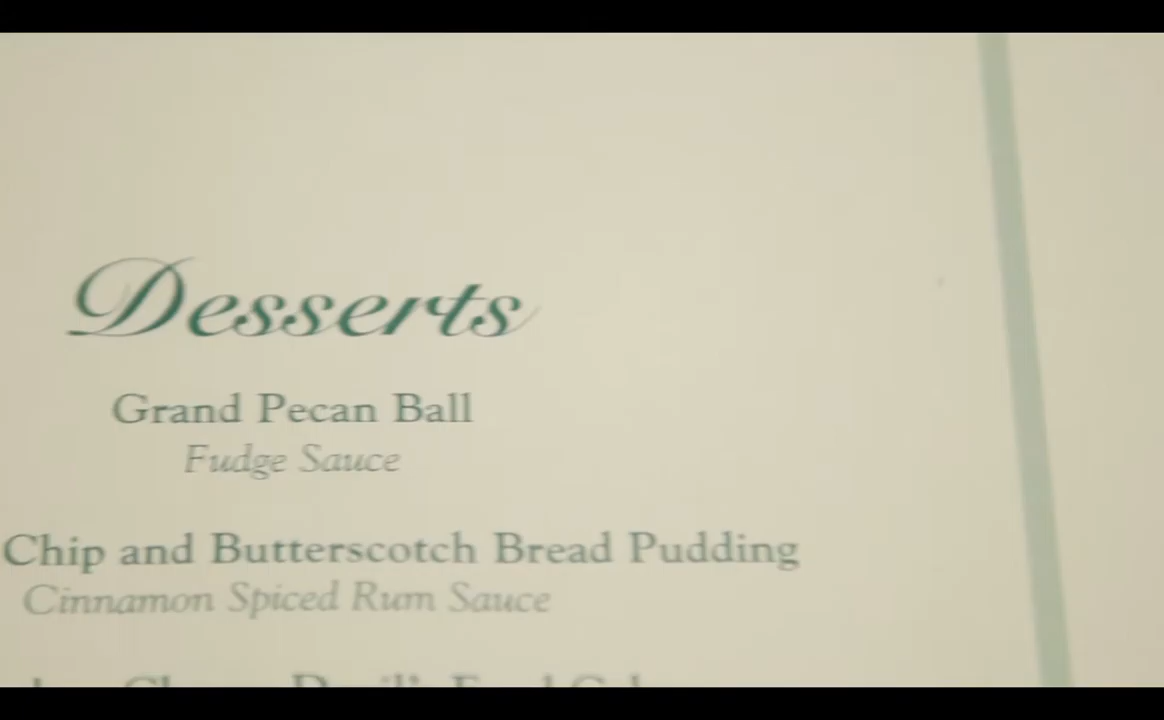 Desserts
Grand Pecan Ball
Fudge Sauce
Chip and Butterscotch Bread Pudding
Cinnamon Spiced Rum Sauce